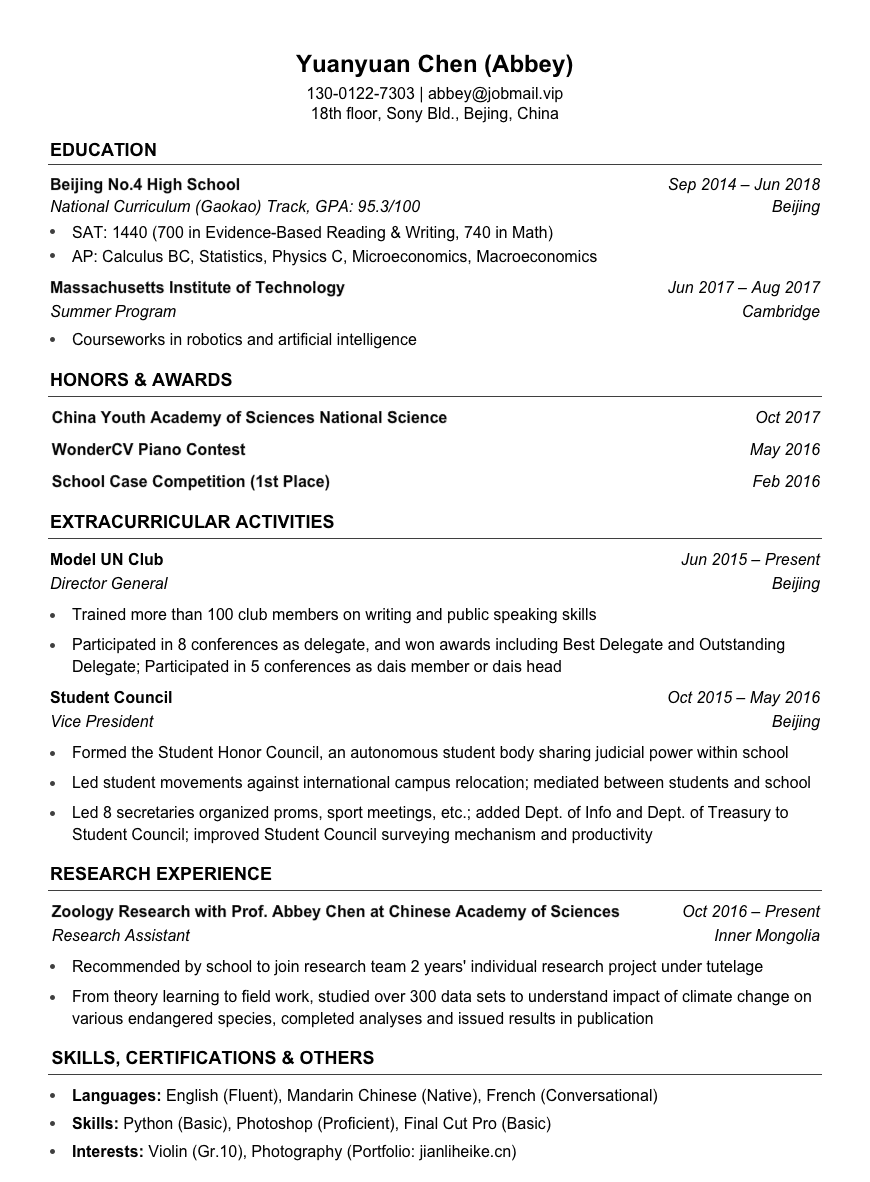 Yuanyuan Chen (Abbey)
130-0122-7303 | abbey@jobmail.vip
18th floor, Sony Bld., Bejing, China
EDUCATION
Beijing No.4 High School Sep 2014 – Jun 2018
National Curriculum (Gaokao) Track, GPA: 95.3/100 Beijing
• SAT: 1440 (700 in Evidence-Based Reading & Writing, 740 in Math)
• AP: Calculus BC, Statistics, Physics C, Microeconomics, Macroeconomics
Massachusetts Institute of Technology Jun 2017 – Aug 2017
Summer Program Cambridge
• Courseworks in robotics and artificial intelligence
HONORS & AWARDS
China Youth Academy of Sciences National Science Oct 2017
WonderCV Piano Contest May 2016
School Case Competition (1st Place) Feb 2016
EXTRACURRICULAR ACTIVITIES
Model UN Club Jun 2015 – Present
Director General Beijing
• Trained more than 100 club members on writing and public speaking skills
• Participated in 8 conferences as delegate, and won awards including Best Delegate and Outstanding
Delegate; Participated in 5 conferences as dais member or dais head
Student Council Oct 2015 – May 2016
Vice President Beijing
• Formed the Student Honor Council, an autonomous student body sharing judicial power within school
• Led student movements against international campus relocation; mediated between students and school
• Led 8 secretaries organized proms, sport meetings, etc.; added Dept. of Info and Dept. of Treasury to
Student Council; improved Student Council surveying mechanism and productivity
RESEARCH EXPERIENCE
Zoology Research with Prof. Abbey Chen at Chinese Academy of Sciences Oct 2016 – Present
Research Assistant Inner Mongolia
• Recommended by school to join research team 2 years' individual research project under tutelage
• From theory learning to field work, studied over 300 data sets to understand impact of climate change on
various endangered species, completed analyses and issued results in publication
SKILLS, CERTIFICATIONS & OTHERS
• Languages: English (Fluent), Mandarin Chinese (Native), French (Conversational)
• Skills: Python (Basic), Photoshop (Proficient), Final Cut Pro (Basic)
• Interests: Violin (Gr.10), Photography (Portfolio: jianliheike.cn)